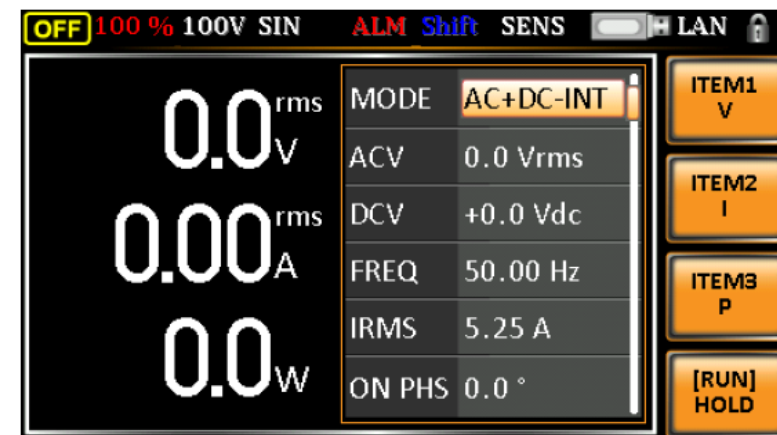 OFF 100 % 100V SIN ALM Shift SENS LAN
0.0 rms V
0.00 rms A
0.0 W
MODE AC+DC-INT
ACV 0.0 Vrms
DCV +0.0 Vdc
FREQ 50.00 Hz
IRMS 5.25 A
ON PHS 0.0 °
ITEM1
V
ITEM2
I
ITEM3
P
[RUN]
HOLD